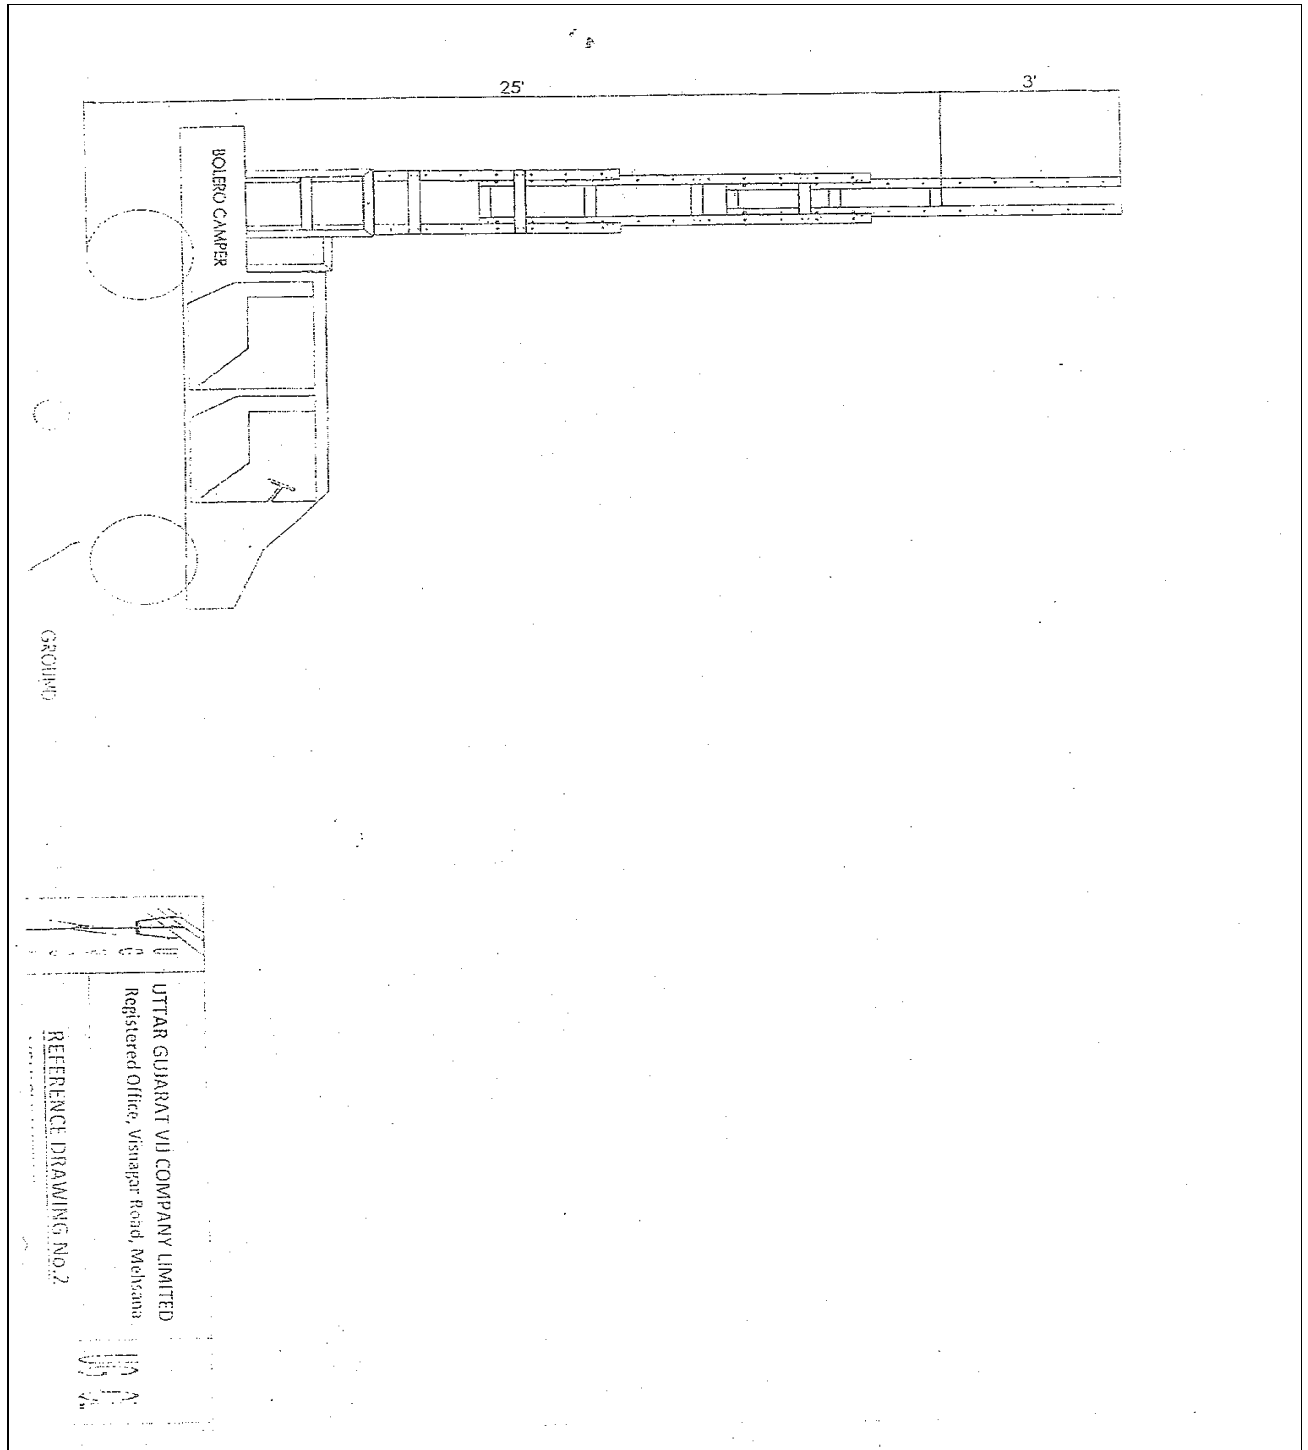 25'
3'
BOLERO CAMPER
GROUND
UTTAR GUJARAT VIJ COMPANY LIMITED
Registered Office, Visnagar Road, Mehsana
REFERENCE DRAWING No.2